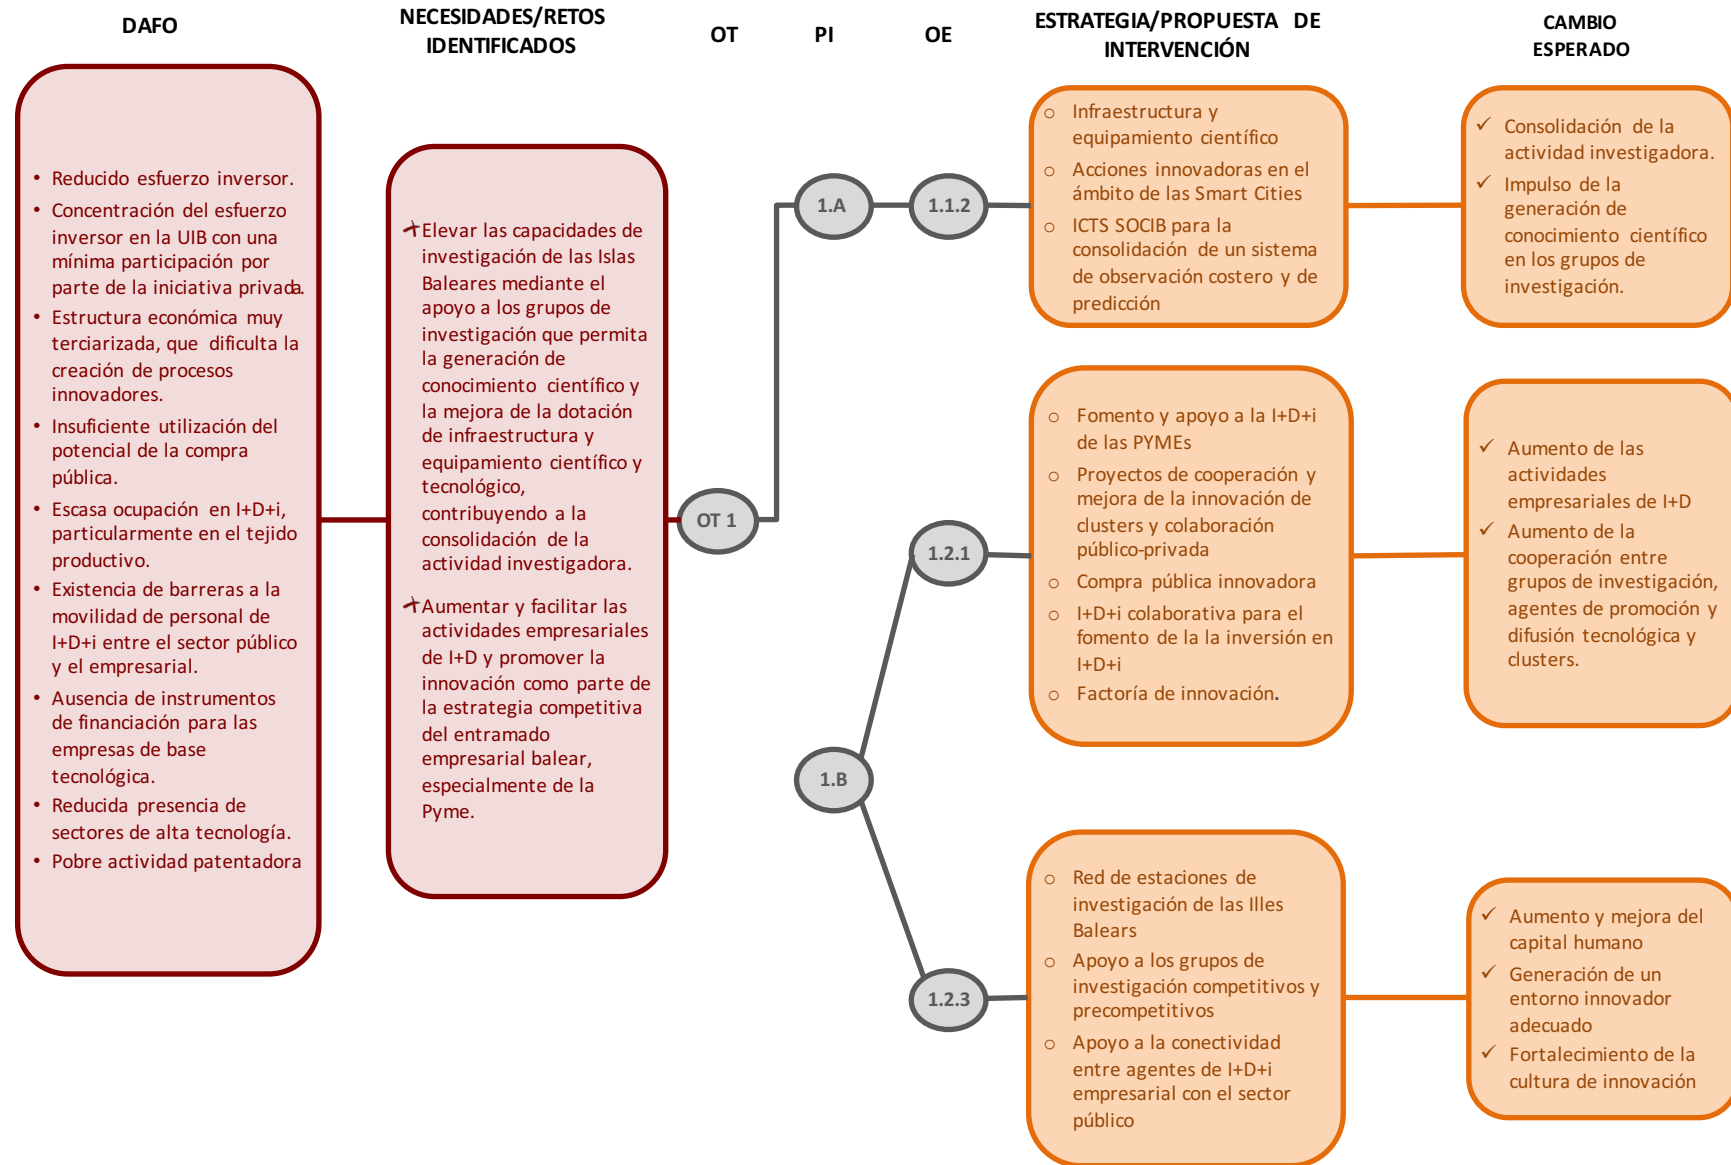 DAFO
NECESIDADES/RETOS
IDENTIFICADOS
OT
PI
OE
ESTRATEGIA/PROPUESTA DE
INTERVENCIÓN
CAMBIO
ESPERADO
• Reducido esfuerzo inversor.
• Concentración del esfuerzo
inversor en la UIB con una
mínima participación por
parte de la iniciativa privada.
• Estructura económica muy
terciarizada, que dificulta la
creación de procesos
innovadores.
• Insuficiente utilización del
potencial de la compra
pública.
• Escasa ocupación en I+D+i,
particularmente en el tejido
productivo.
• Existencia de barreras a la
movilidad de personal de
I+D+i entre el sector público
y el empresarial.
• Ausencia de instrumentos
de financiación para las
empresas de base
tecnológica.
• Reducida presencia de
sectores de alta tecnología.
• Pobre actividad patentadora
Elevar las capacidades de
investigación de las Islas
Baleares mediante el
apoyo a los grupos de
investigación que permita
la generación de
conocimiento científico y
la mejora de la dotación
de infraestructura y
equipamiento científico y
tecnológico,
contribuyendo a la
consolidación de la
actividad investigadora.
Aumentar y facilitar las
actividades empresariales
de I+D y promover la
innovación como parte de
la estrategia competitiva
del entramado
empresarial balear,
especialmente de la
Pyme.
OT 1
1.A
1.1.2
o Infraestructura y
equipamiento científico
o Acciones innovadoras en el
ámbito de las Smart Cities
o ICTS SOCIB para la
consolidación de un sistema
de observación costero y de
predicción
✓ Consolidación de la
actividad investigadora.
✓ Impulso de la
generación de
conocimiento científico
en los grupos de
investigación.
1.B
1.2.1
o Fomento y apoyo a la I+D+i
de las PYMEs
o Proyectos de cooperación y
mejora de la innovación de
clusters y colaboración
público-privada
o Compra pública innovadora
o I+D+i colaborativa para el
fomento de la la inversión en
I+D+i
o Factoría de innovación.
✓ Aumento de las
actividades
empresariales de I+D
✓ Aumento de la
cooperación entre
grupos de investigación,
agentes de promoción y
difusión tecnológica y
clusters.
1.2.3
o Red de estaciones de
investigación de las Illes
Balears
o Apoyo a los grupos de
investigación competitivos y
precompetitivos
o Apoyo a la conectividad
entre agentes de I+D+i
empresarial con el sector
público
✓ Aumento y mejora del
capital humano
✓ Generación de un
entorno innovador
adecuado
✓ Fortalecimiento de la
cultura de innovación